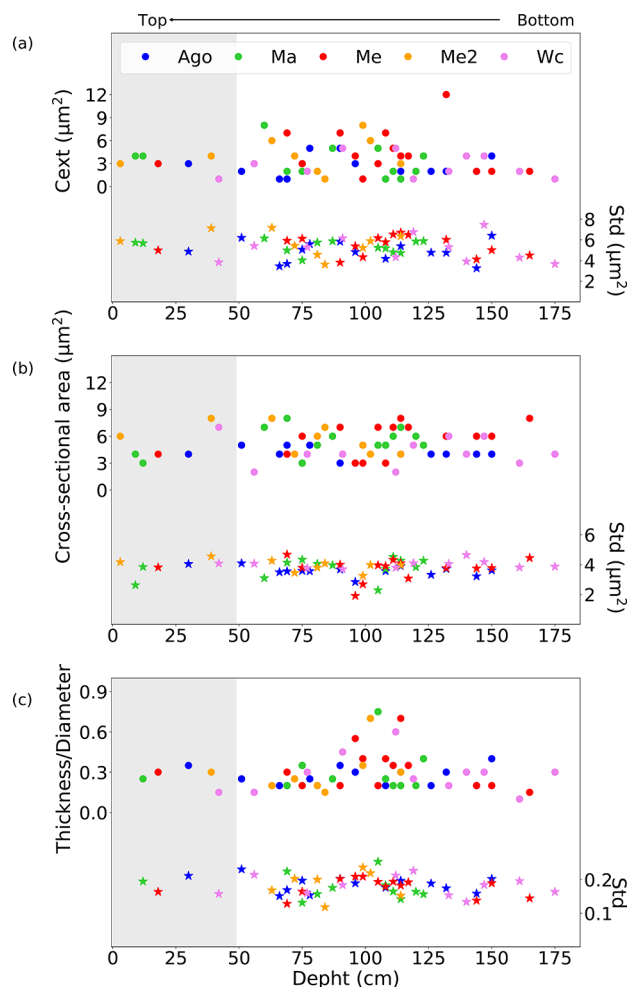 Top Bottom
(a)
Ago Ma Me Me2 Wc
12
9
6
3
0
Cext (μm²)
8
6
4
2
Std (μm²)
0 25 50 75 100 125 150 175
(b)
12
9
6
3
0
Cross-sectional area (μm²)
6
4
2
Std (μm²)
0 25 50 75 100 125 150 175
(c)
0.9
0.6
0.3
0.0
Thickness/Diameter
0.2
0.1
Std
0 25 50 75 100 125 150 175
Depht (cm)